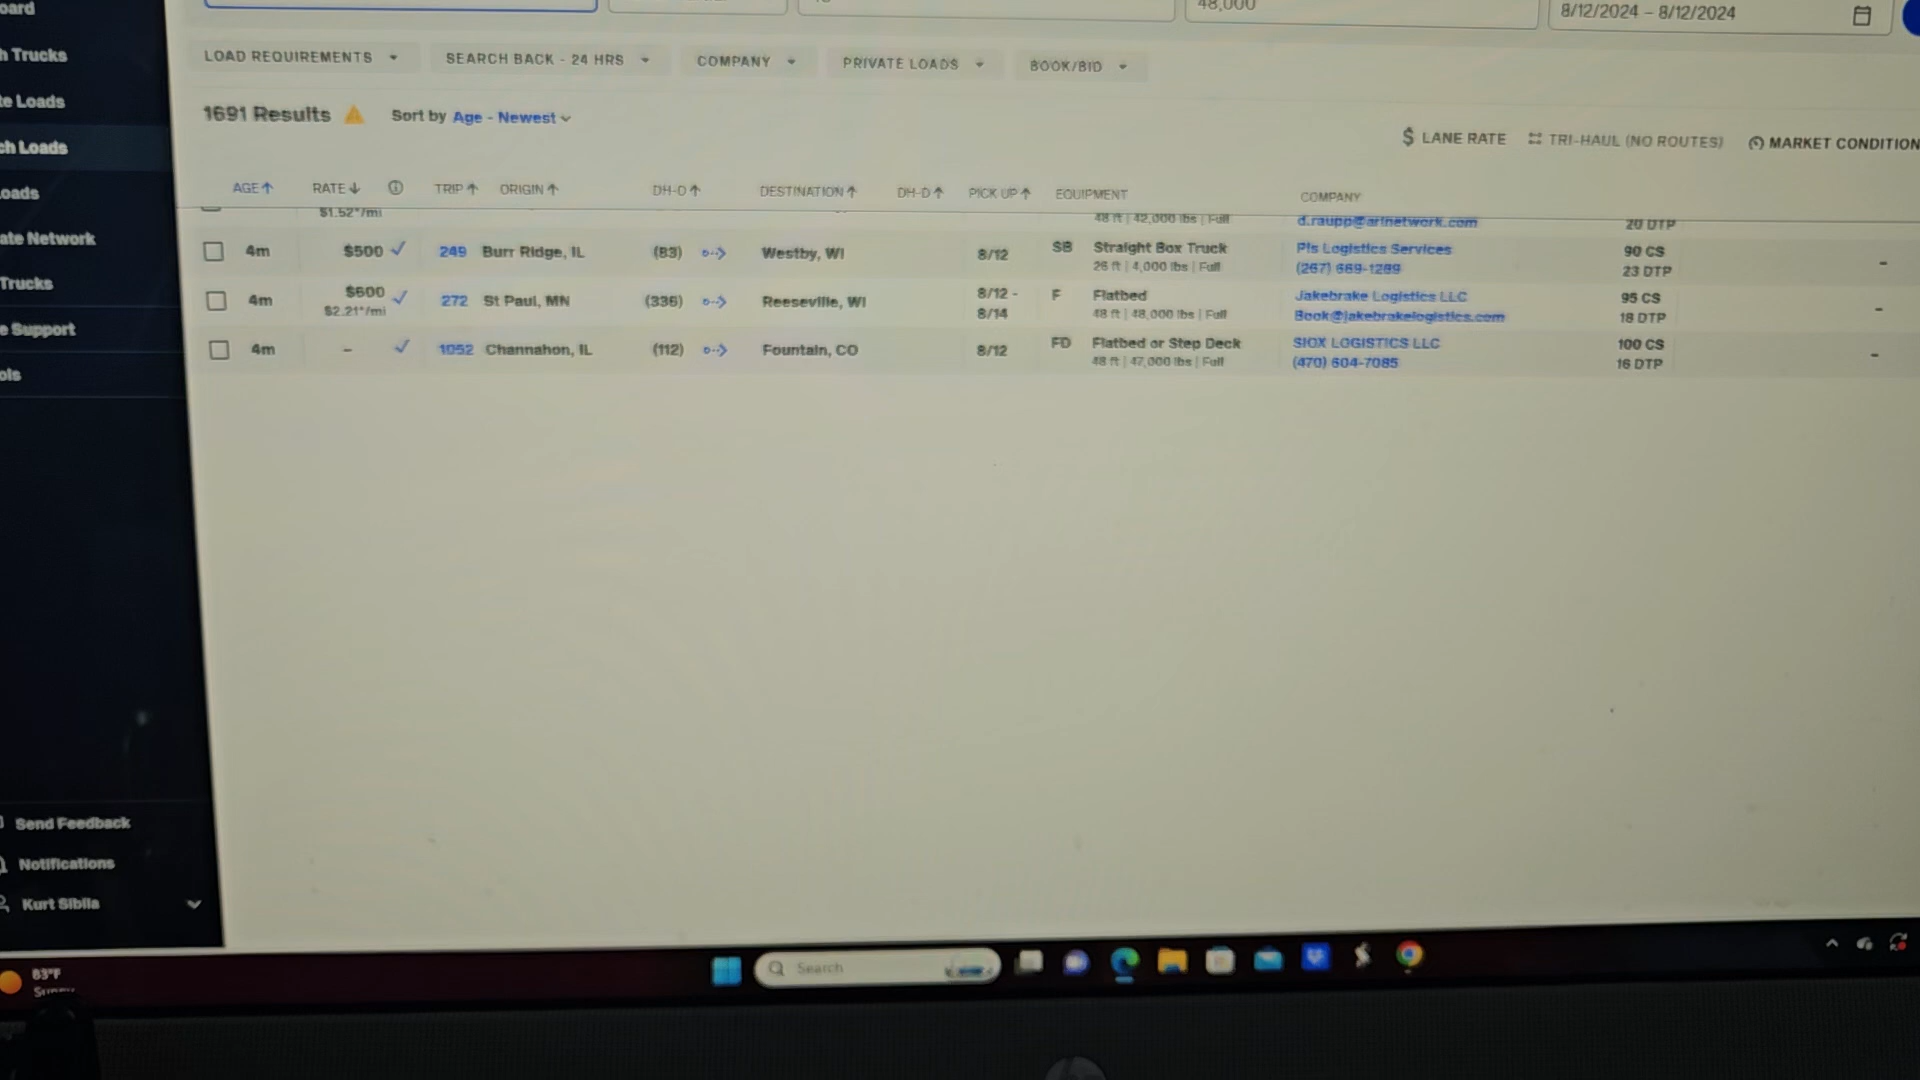 oard
h Trucks
te Loads
ch Loads
oads
ate Network
Trucks
e Support
ols
Send Feedback
Notifications
Kurt Sibila
48,000
8/12/2024 – 8/12/2024
LOAD REQUIREMENTS
SEARCH BACK - 24 HRS
COMPANY
PRIVATE LOADS
BOOK/BID
1691 Results
Sort by Age - Newest
$ LANE RATE
TRI-HAUL (NO ROUTES)
MARKET CONDITION
AGE↑ RATE↓ TRIP↑ ORIGIN↑ DH-O↑ DESTINATION↑ DH-D↑ PICK UP↑ EQUIPMENT COMPANY
$1.52*/mi 48 ft | 42,000 lbs | Full d.raupp@arlnetwork.com 20 DTP
4m $500 249 Burr Ridge, IL (83) Westby, WI 8/12 SB Straight Box Truck Pls Logistics Services 90 CS –
26 ft | 4,000 lbs | Full (267) 669-1289 23 DTP
4m $600 272 St Paul, MN (336) Reeseville, WI 8/12 - F Flatbed Jakebrake Logistics LLC 95 CS –
$2.21*/mi 8/14 48 ft | 48,000 lbs | Full Book@jakebrakelogistics.com 18 DTP
4m – 1052 Channahon, IL (112) Fountain, CO 8/12 FD Flatbed or Step Deck SIOX LOGISTICS LLC 100 CS –
48 ft | 47,000 lbs | Full (470) 604-7085 16 DTP
83°F
Sunny
Search